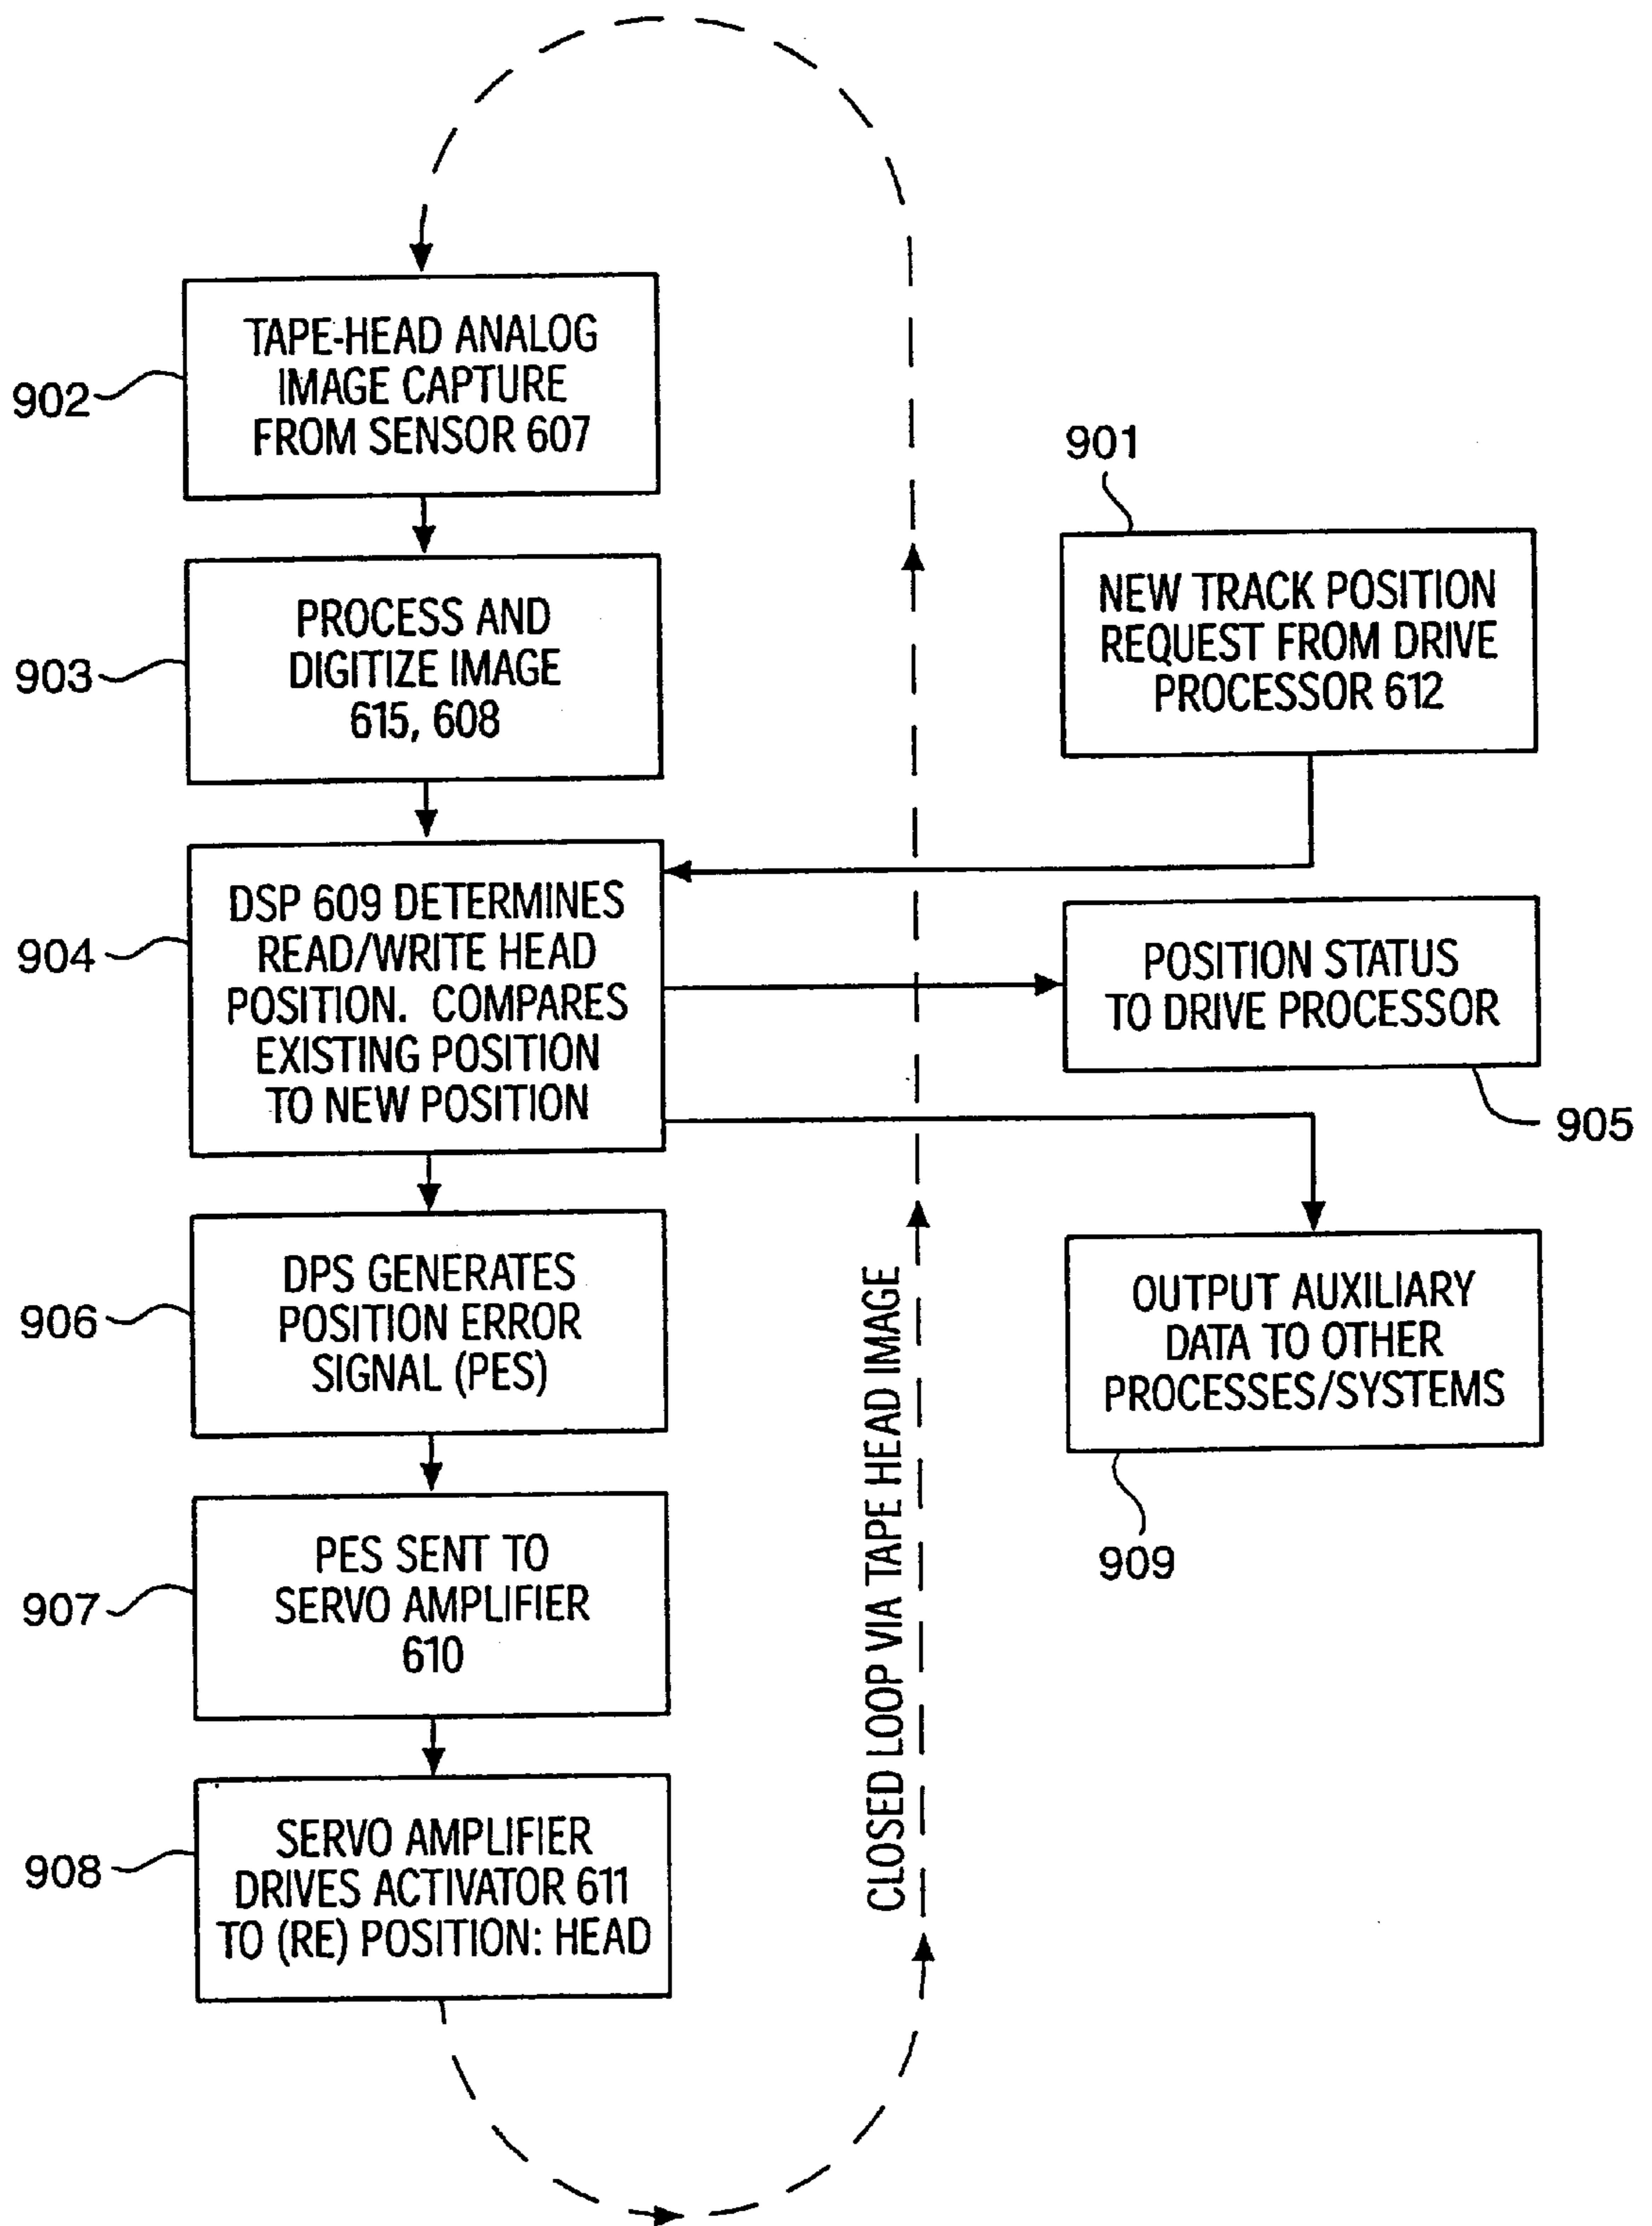 902
TAPE-HEAD ANALOG
IMAGE CAPTURE
FROM SENSOR 607
903
PROCESS AND
DIGITIZE IMAGE
615, 608
901
NEW TRACK POSITION
REQUEST FROM DRIVE
PROCESSOR 612
904
DSP 609 DETERMINES
READ/WRITE HEAD
POSITION. COMPARES
EXISTING POSITION
TO NEW POSITION
POSITION STATUS
TO DRIVE PROCESSOR
905
906
DPS GENERATES
POSITION ERROR
SIGNAL (PES)
OUTPUT AUXILIARY
DATA TO OTHER
PROCESSES/SYSTEMS
909
907
PES SENT TO
SERVO AMPLIFIER
610
908
SERVO AMPLIFIER
DRIVES ACTIVATOR 611
TO (RE) POSITION: HEAD
CLOSED LOOP VIA TAPE HEAD IMAGE